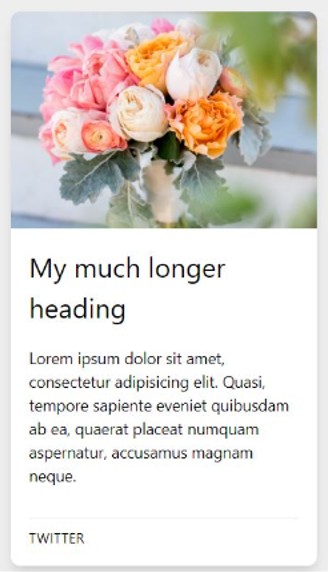 My much longer
heading
Lorem ipsum dolor sit amet,
consectetur adipisicing elit. Quasi,
tempore sapiente eveniet quibusdam
ab ea, quaerat placeat numquam
aspernatur, accusamus magnam
neque.
TWITTER